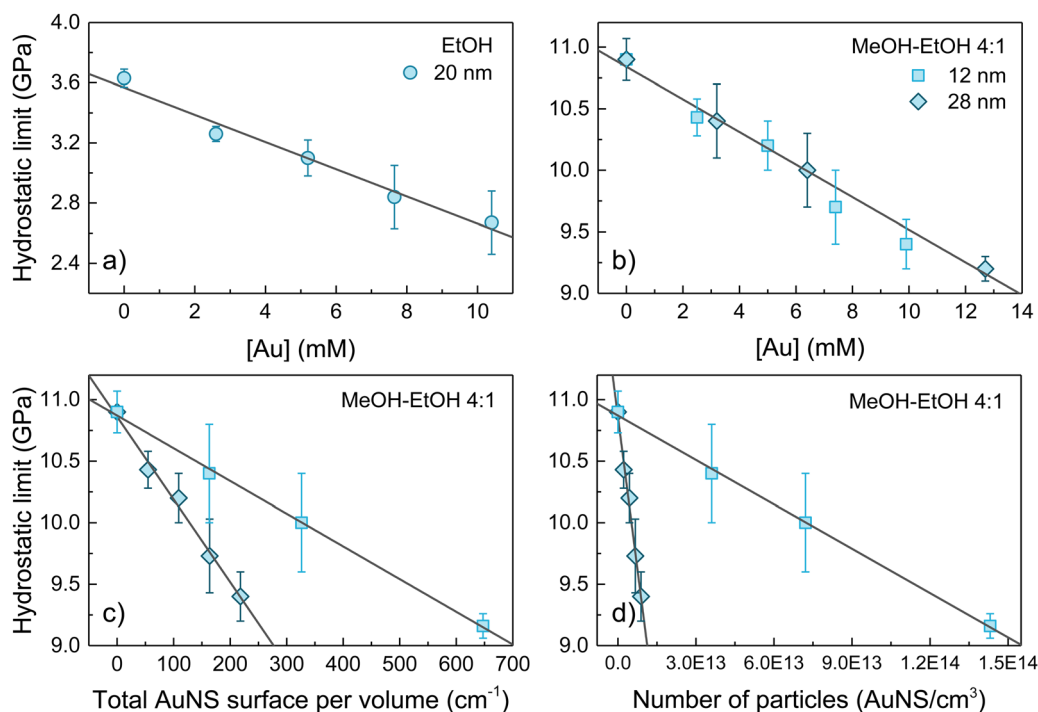 Hydrostatic limit (GPa)
4.0
3.6
3.2
2.8
2.4
EtOH
20 nm
a)
0 2 4 6 8 10
[Au] (mM)
11.0
10.5
10.0
9.5
9.0
MeOH-EtOH 4:1
12 nm
28 nm
b)
0 2 4 6 8 10 12 14
[Au] (mM)
Hydrostatic limit (GPa)
11.0
10.5
10.0
9.5
9.0
MeOH-EtOH 4:1
c)
0 100 200 300 400 500 600 700
Total AuNS surface per volume (cm⁻¹)
11.0
10.5
10.0
9.5
9.0
MeOH-EtOH 4:1
d)
0.0 3.0E13 6.0E13 9.0E13 1.2E14 1.5E14
Number of particles (AuNS/cm³)